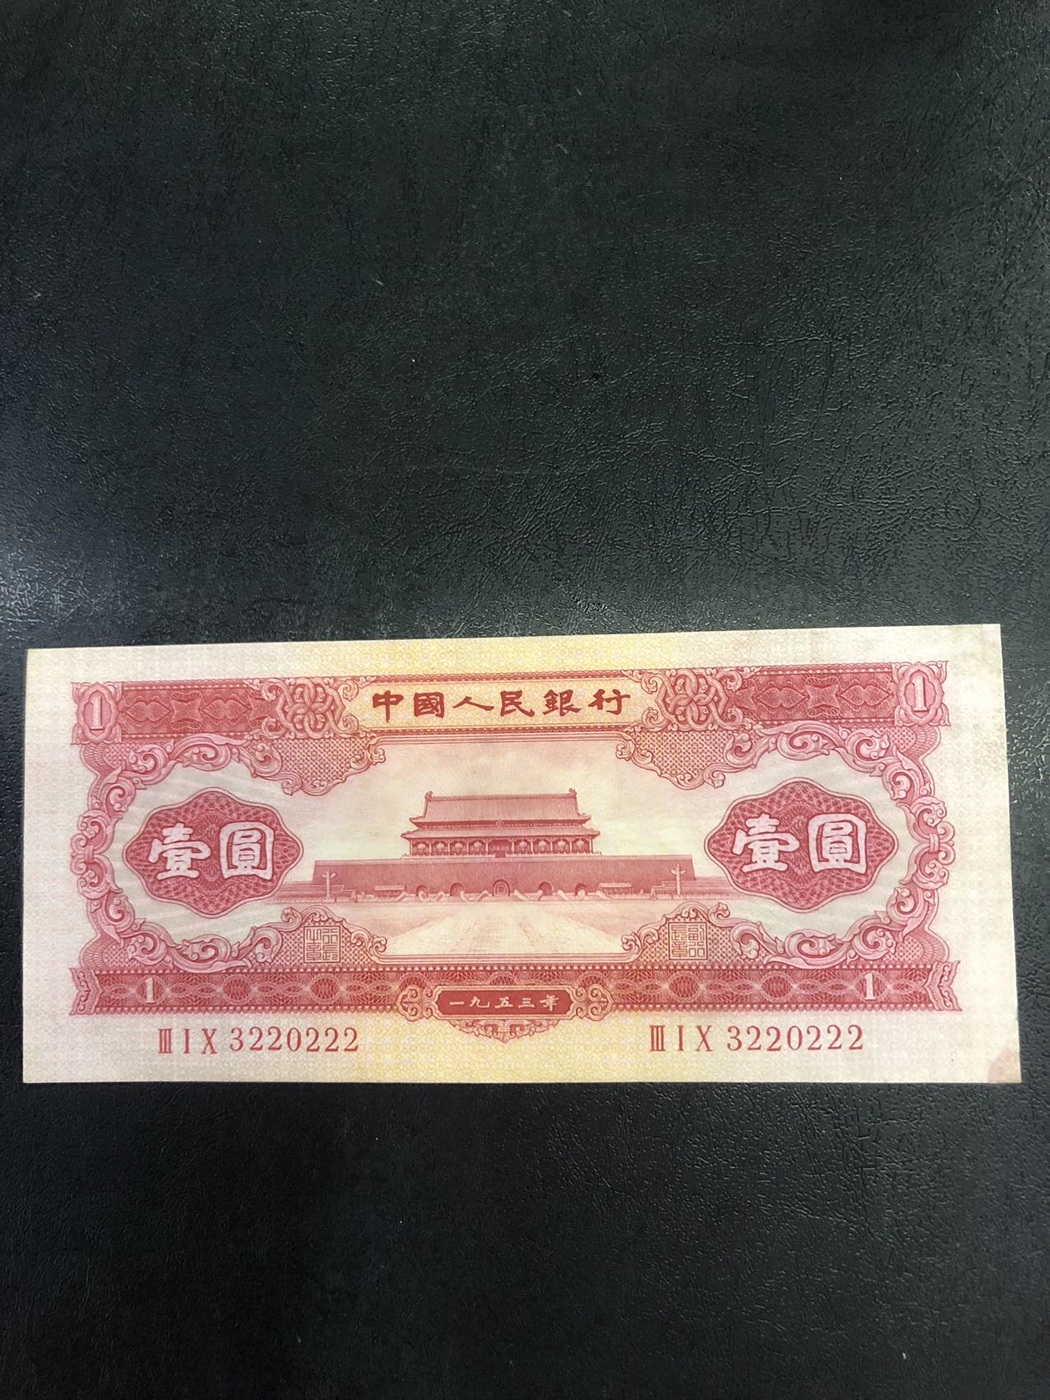 1 中國人民銀行 1
壹圓 壹圓
1 一九五三年 1
III I X 3220222 III I X 3220222